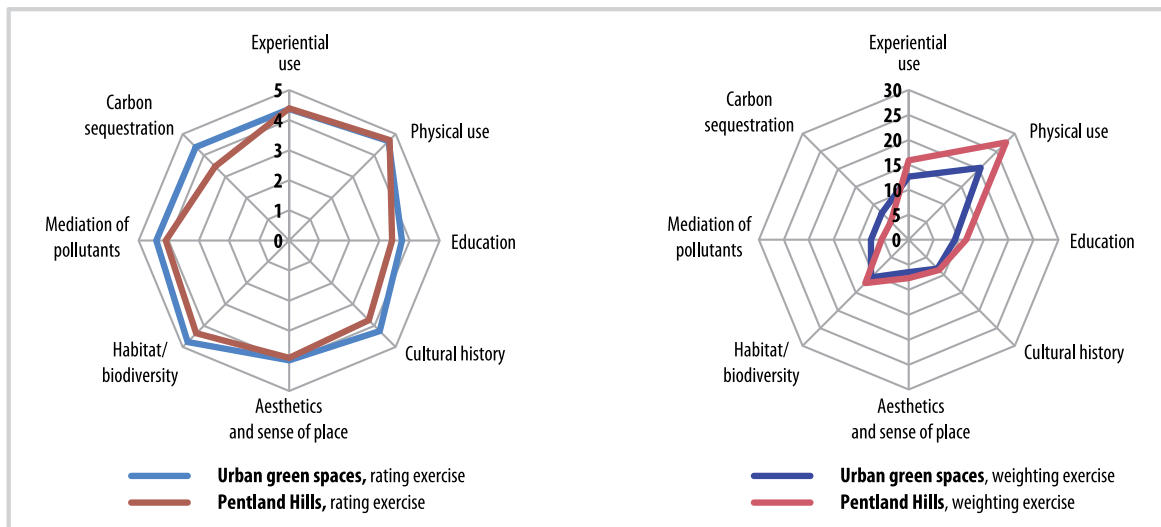 Experiential
use
5
4
3
2
1
0
Carbon
sequestration
Physical use
Mediation of
pollutants
Education
Habitat/
biodiversity
Cultural history
Aesthetics
and sense of place
Urban green spaces, rating exercise
Pentland Hills, rating exercise
Experiential
use
30
25
20
15
10
5
0
Carbon
sequestration
Physical use
Mediation of
pollutants
Education
Habitat/
biodiversity
Cultural history
Aesthetics
and sense of place
Urban green spaces, weighting exercise
Pentland Hills, weighting exercise